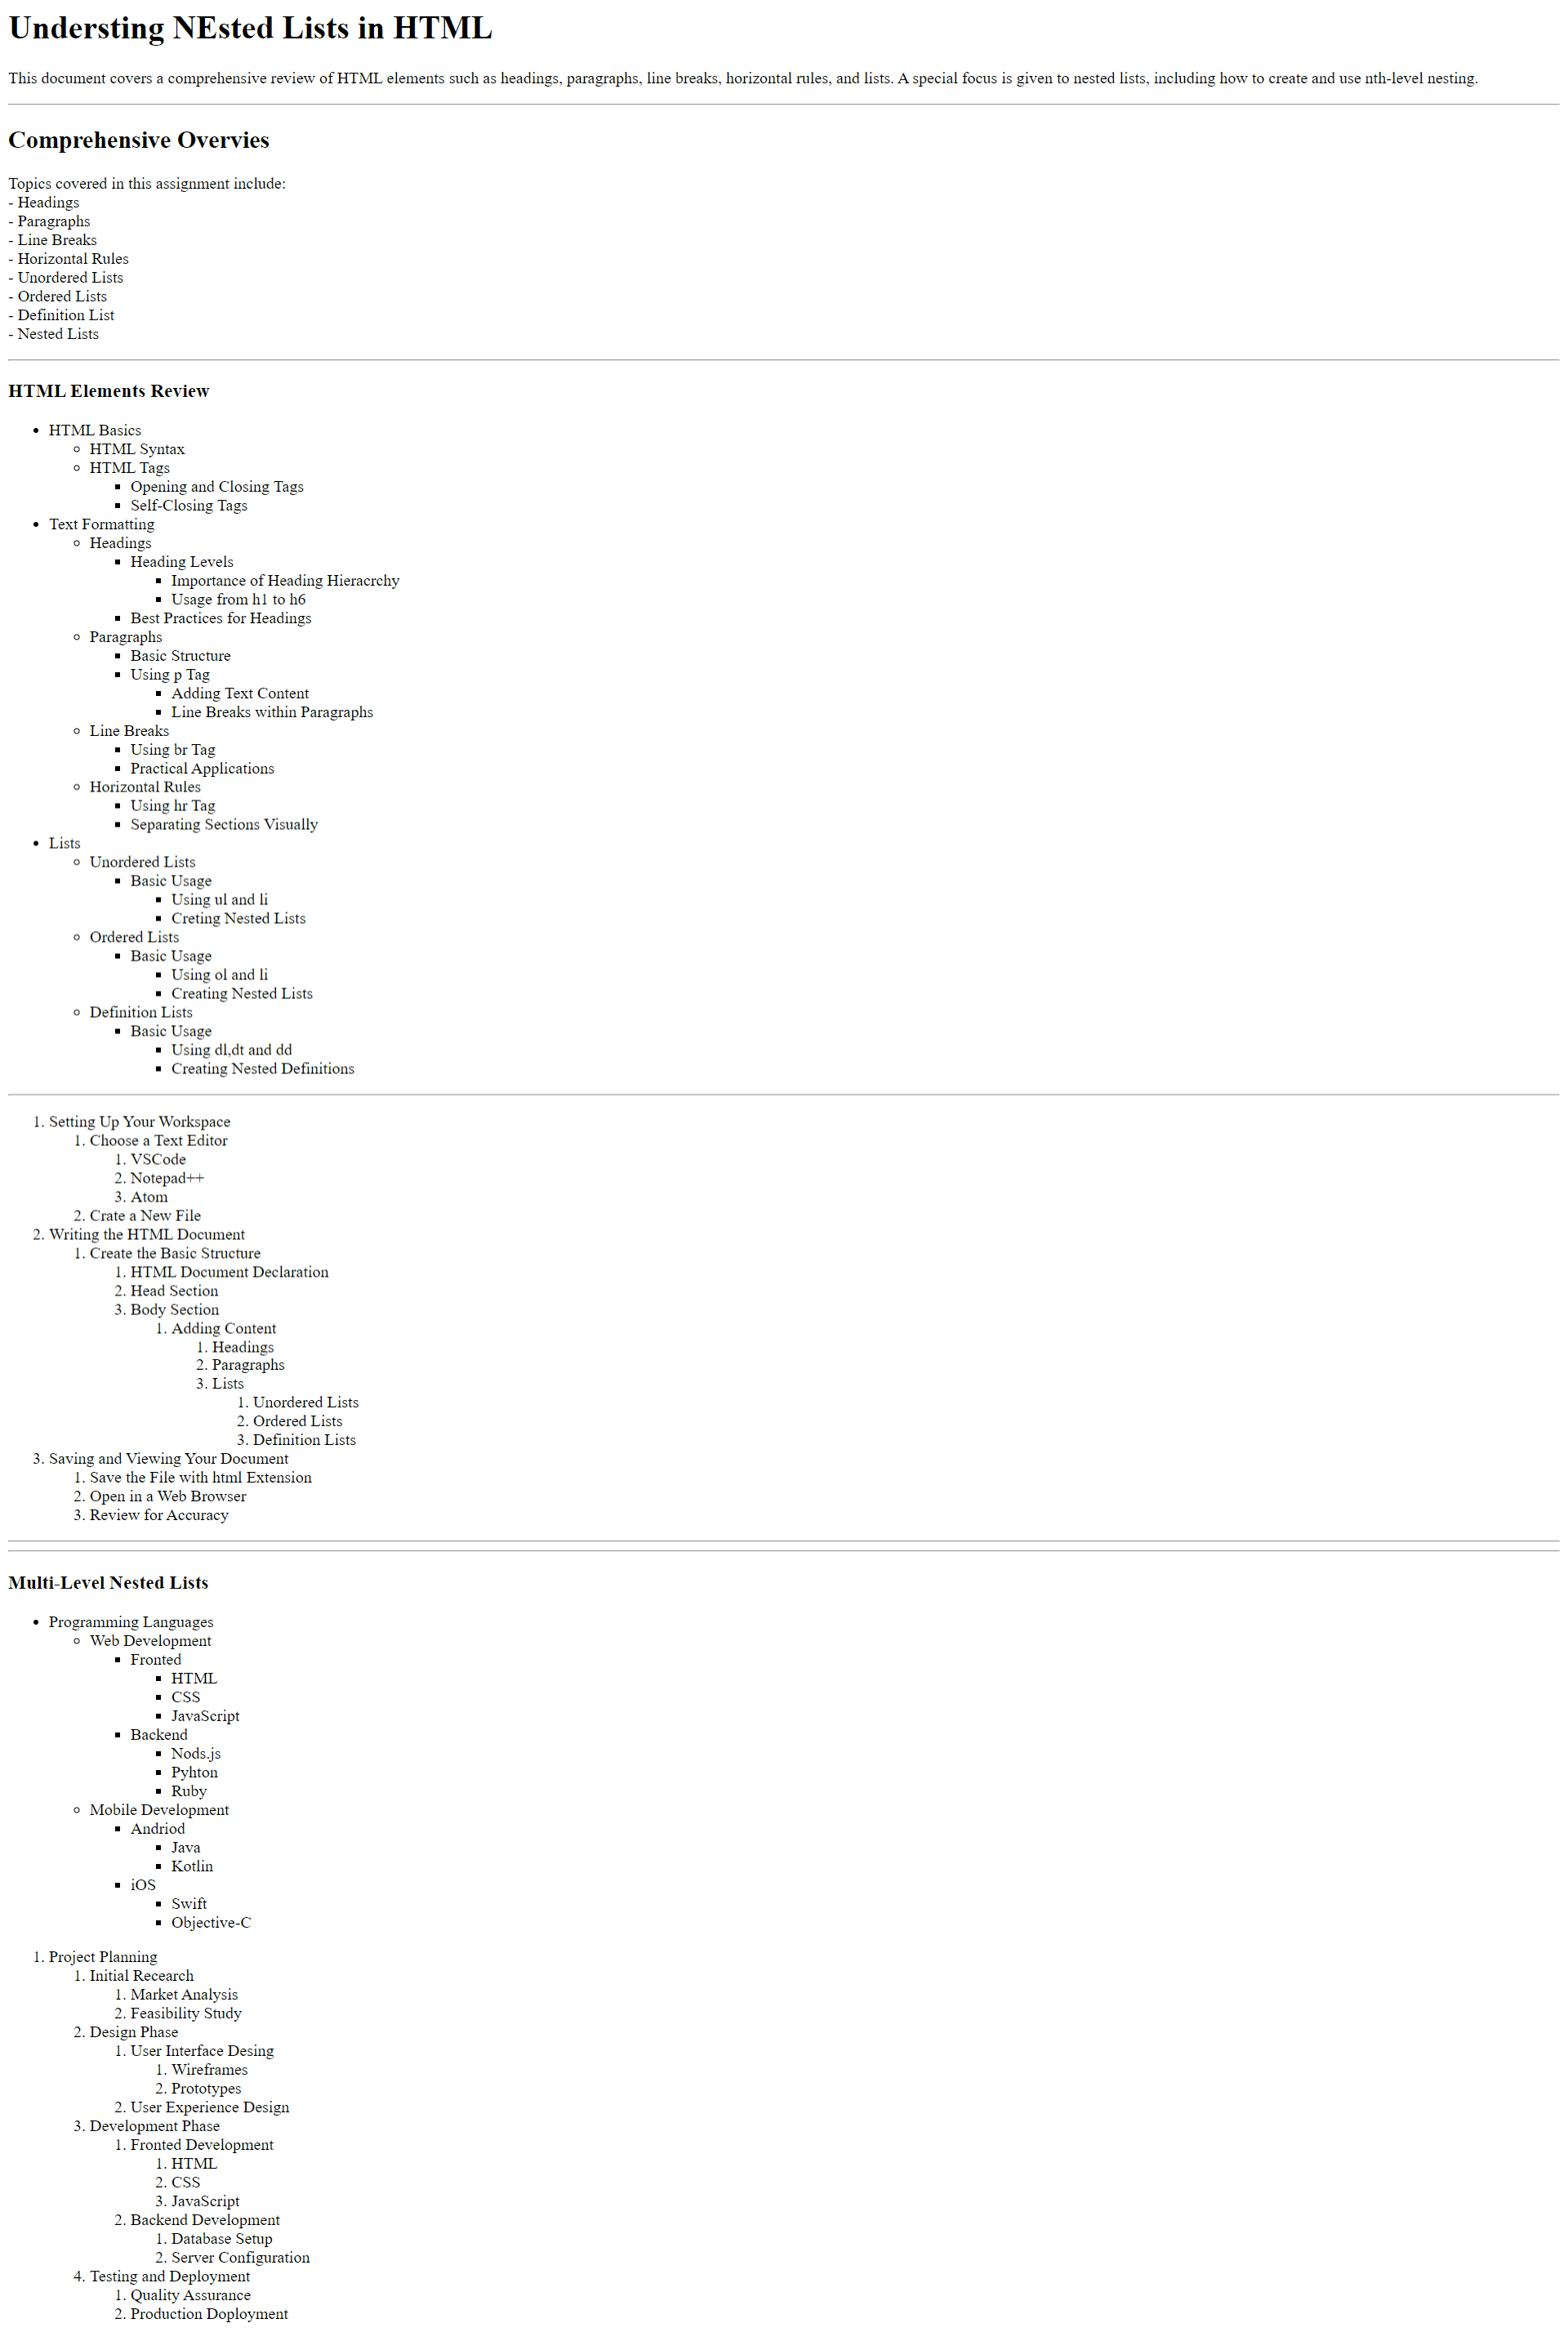 Understing NEsted Lists in HTML
This document covers a comprehensive review of HTML elements such as headings, paragraphs, line breaks, horizontal rules, and lists. A special focus is given to nested lists, including how to create and use nth-level nesting.
Comprehensive Overvies
Topics covered in this assignment include:
- Headings
- Paragraphs
- Line Breaks
- Horizontal Rules
- Unordered Lists
- Ordered Lists
- Definition List
- Nested Lists
HTML Elements Review
• HTML Basics
◦ HTML Syntax
◦ HTML Tags
▪ Opening and Closing Tags
▪ Self-Closing Tags
• Text Formatting
◦ Headings
▪ Heading Levels
▪ Importance of Heading Hieracrchy
▪ Usage from h1 to h6
▪ Best Practices for Headings
◦ Paragraphs
▪ Basic Structure
▪ Using p Tag
▪ Adding Text Content
▪ Line Breaks within Paragraphs
◦ Line Breaks
▪ Using br Tag
▪ Practical Applications
◦ Horizontal Rules
▪ Using hr Tag
▪ Separating Sections Visually
• Lists
◦ Unordered Lists
▪ Basic Usage
▪ Using ul and li
▪ Creting Nested Lists
◦ Ordered Lists
▪ Basic Usage
▪ Using ol and li
▪ Creating Nested Lists
◦ Definition Lists
▪ Basic Usage
▪ Using dl,dt and dd
▪ Creating Nested Definitions
1. Setting Up Your Workspace
1. Choose a Text Editor
1. VSCode
2. Notepad++
3. Atom
2. Crate a New File
2. Writing the HTML Document
1. Create the Basic Structure
1. HTML Document Declaration
2. Head Section
3. Body Section
1. Adding Content
1. Headings
2. Paragraphs
3. Lists
1. Unordered Lists
2. Ordered Lists
3. Definition Lists
3. Saving and Viewing Your Document
1. Save the File with html Extension
2. Open in a Web Browser
3. Review for Accuracy
Multi-Level Nested Lists
• Programming Languages
◦ Web Development
▪ Fronted
▪ HTML
▪ CSS
▪ JavaScript
▪ Backend
▪ Nods.js
▪ Pyhton
▪ Ruby
◦ Mobile Development
▪ Andriod
▪ Java
▪ Kotlin
▪ iOS
▪ Swift
▪ Objective-C
1. Project Planning
1. Initial Recearch
1. Market Analysis
2. Feasibility Study
2. Design Phase
1. User Interface Desing
1. Wireframes
2. Prototypes
2. User Experience Design
3. Development Phase
1. Fronted Development
1. HTML
2. CSS
3. JavaScript
2. Backend Development
1. Database Setup
2. Server Configuration
4. Testing and Deployment
1. Quality Assurance
2. Production Doployment